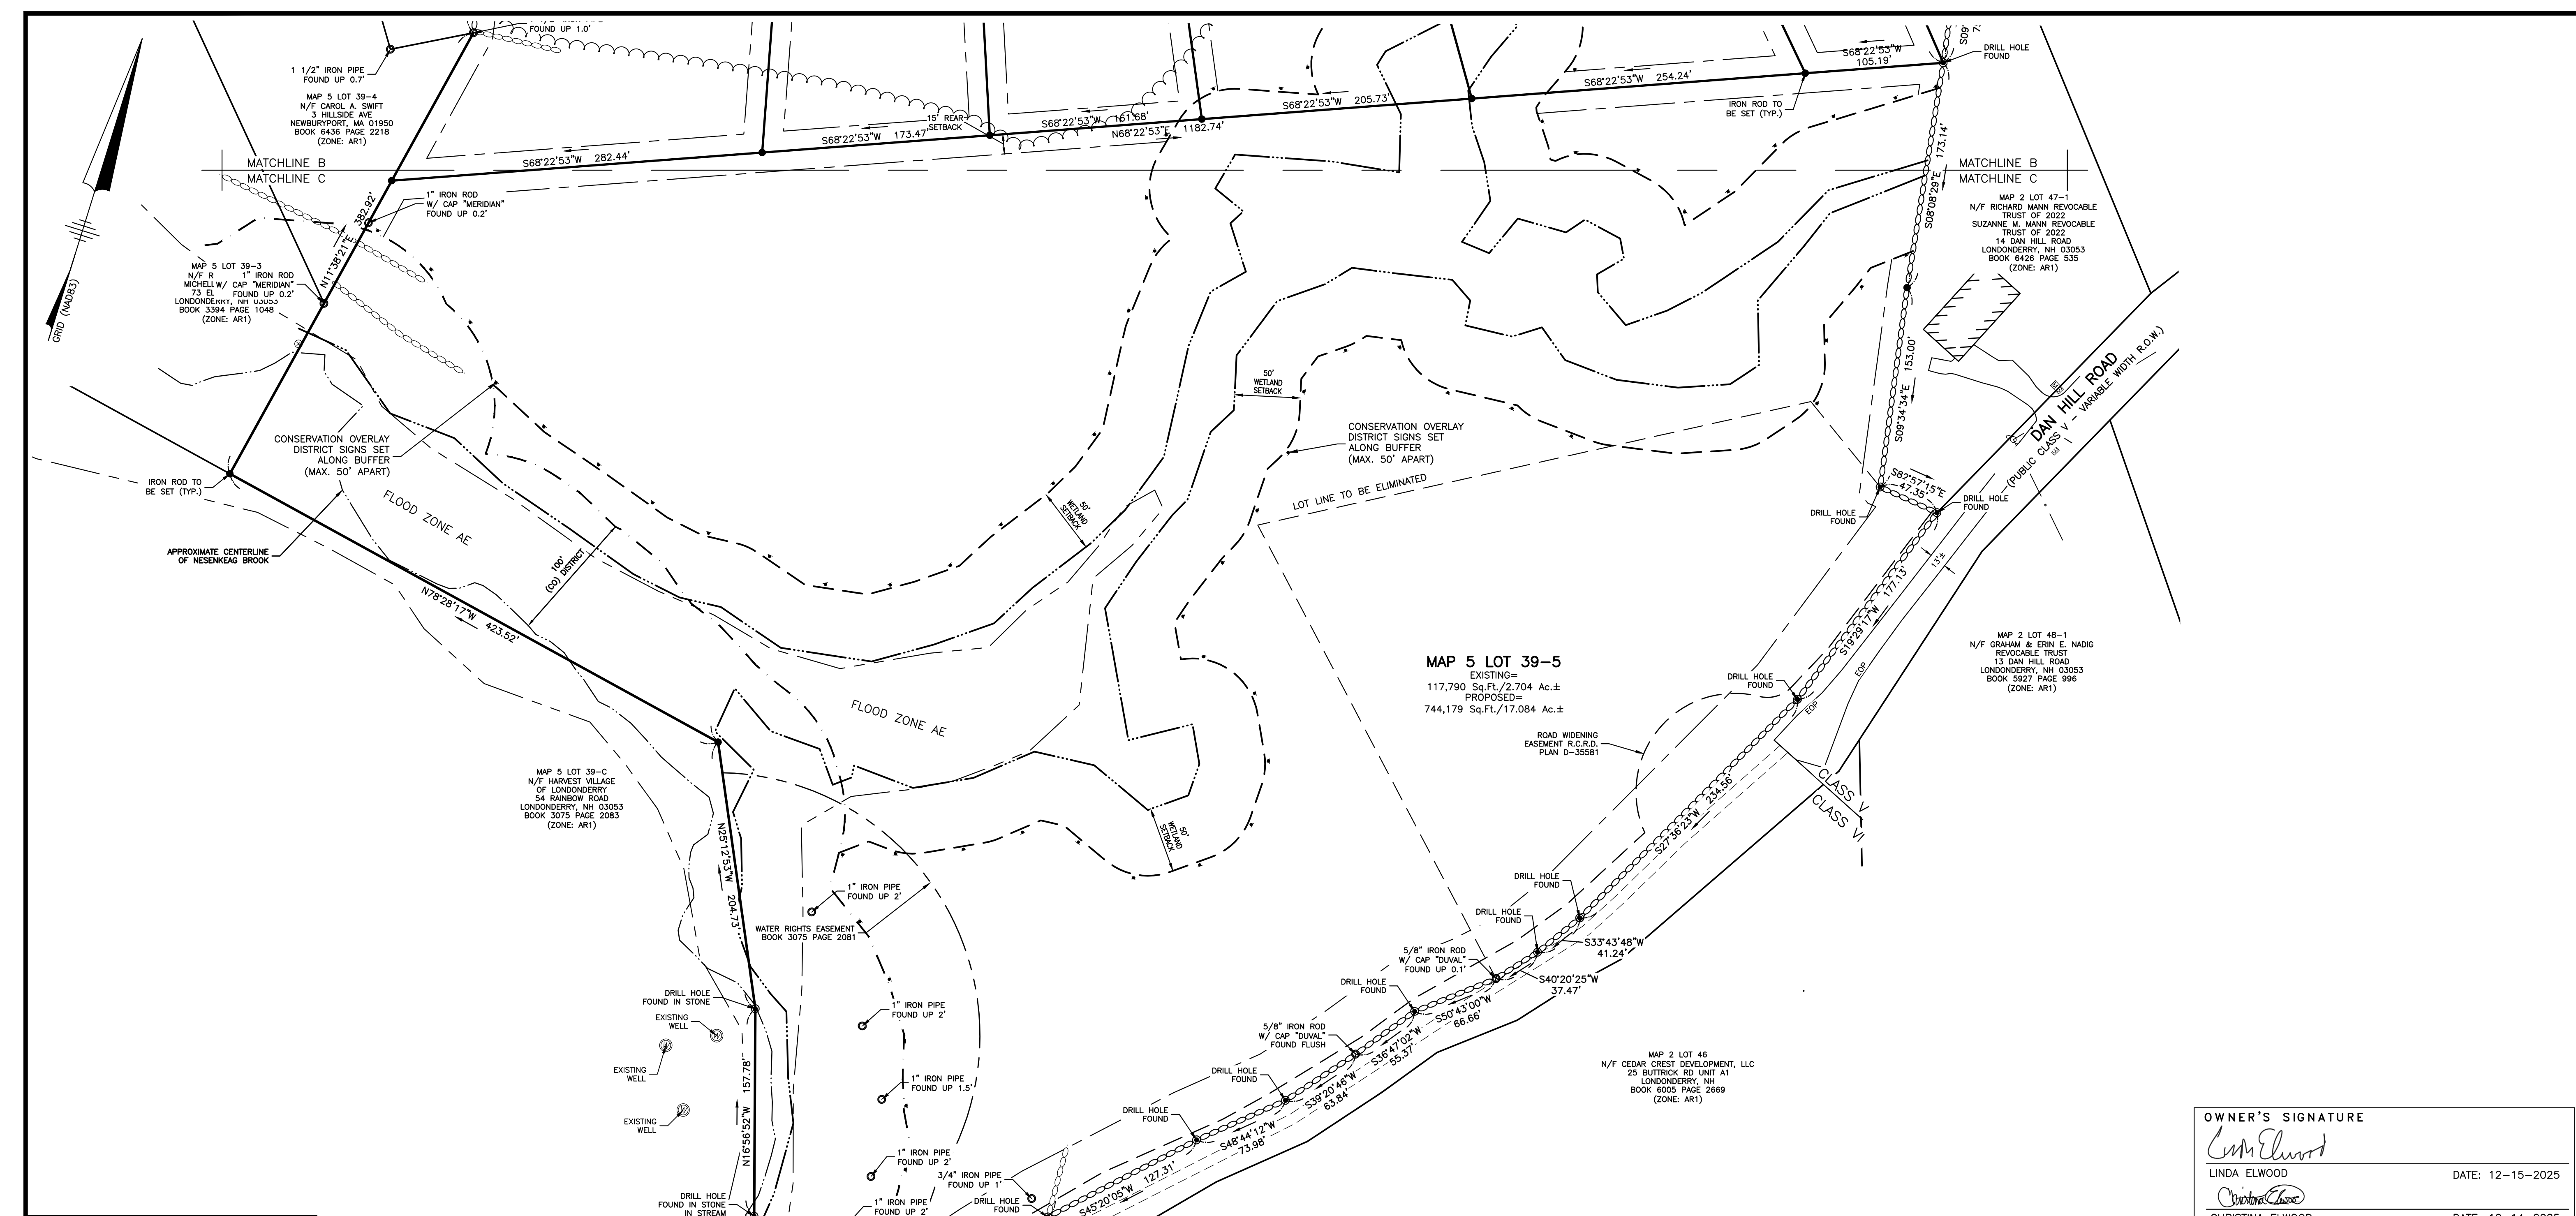 FOUND UP 1.0'
1 1/2" IRON PIPE
FOUND UP 0.7'
MAP 5 LOT 39-4
N/F CAROL A. SWIFT
3 HILLSIDE AVE
NEWBURYPORT, MA 01950
BOOK 6436 PAGE 2218
(ZONE: AR1)
MATCHLINE B
MATCHLINE C
GRID (NAD83)
S68°22'53"W 282.44'
S68°22'53"W 173.47'
15' REAR
SETBACK
S68°22'53"W 161.68'
N68°22'53"E 1182.74'
S68°22'53"W 205.73'
S68°22'53"W 254.24'
S68°22'53"W
105.19'
IRON ROD TO
BE SET (TYP.)
S09°
DRILL HOLE
FOUND
S08°08'29"E 173.14'
MATCHLINE B
MATCHLINE C
MAP 2 LOT 47-1
N/F RICHARD MANN REVOCABLE
TRUST OF 2022
SUZANNE M. MANN REVOCABLE
TRUST OF 2022
14 DAN HILL ROAD
LONDONDERRY, NH 03053
BOOK 6426 PAGE 535
(ZONE: AR1)
1" IRON ROD
W/ CAP "MERIDIAN"
FOUND UP 0.2'
N11°38'21"E 382.92'
MAP 5 LOT 39-3
N/F R
MICHELL
73 EL
LONDONDERRY, NH 03053
BOOK 3394 PAGE 1048
(ZONE: AR1)
1" IRON ROD
W/ CAP "MERIDIAN"
FOUND UP 0.2'
CONSERVATION OVERLAY
DISTRICT SIGNS SET
ALONG BUFFER
(MAX. 50' APART)
IRON ROD TO
BE SET (TYP.)
FLOOD ZONE AE
APPROXIMATE CENTERLINE
OF NESENKEAG BROOK
100'
(CO) DISTRICT
N78°28'17"W 423.52'
50'
WETLAND
SETBACK
50'
WETLAND
SETBACK
CONSERVATION OVERLAY
DISTRICT SIGNS SET
ALONG BUFFER
(MAX. 50' APART)
LOT LINE TO BE ELIMINATED
S09°34'34"E 153.00'
DAN HILL ROAD
(PUBLIC CLASS V - VARIABLE WIDTH R.O.W.)
S82°57'15"E
47.35'
DRILL HOLE
FOUND
DRILL HOLE
FOUND
13'±
S19°29'17"W 177.13'
EOP
EOP
MAP 2 LOT 48-1
N/F GRAHAM & ERIN E. NADIG
REVOCABLE TRUST
13 DAN HILL ROAD
LONDONDERRY, NH 03053
BOOK 5927 PAGE 996
(ZONE: AR1)
MAP 5 LOT 39-5
EXISTING=
117,790 Sq.Ft./2.704 Ac.±
PROPOSED=
744,179 Sq.Ft./17.084 Ac.±
DRILL HOLE
FOUND
ROAD WIDENING
EASEMENT R.C.R.D.
PLAN D-35581
CLASS V
CLASS VI
S27°36'23"W 234.56'
FLOOD ZONE AE
MAP 5 LOT 39-C
N/F HARVEST VILLAGE
OF LONDONDERRY
54 RAINBOW ROAD
LONDONDERRY, NH 03053
BOOK 3075 PAGE 2083
(ZONE: AR1)
N25°12'53"W 204.73'
50'
WETLAND
SETBACK
1" IRON PIPE
FOUND UP 2'
WATER RIGHTS EASEMENT
BOOK 3075 PAGE 2081
DRILL HOLE
FOUND
DRILL HOLE
FOUND
S33°43'48"W
41.24'
S40°20'25"W
37.47'
5/8" IRON ROD
W/ CAP "DUVAL"
FOUND UP 0.1'
DRILL HOLE
FOUND
S50°43'00"W
66.66'
5/8" IRON ROD
W/ CAP "DUVAL"
FOUND FLUSH
S36°47'02"W
55.37'
DRILL HOLE
FOUND
S39°20'46"W
63.84'
DRILL HOLE
FOUND
S48°44'12"W
73.98'
DRILL HOLE
FOUND IN STONE
EXISTING
WELL
EXISTING
WELL
EXISTING
WELL
N16°56'52"W 157.78'
1" IRON PIPE
FOUND UP 2'
1" IRON PIPE
FOUND UP 1.5'
1" IRON PIPE
FOUND UP 2'
3/4" IRON PIPE
FOUND UP 1'
DRILL HOLE
FOUND
S45°20'05"W 127.31'
DRILL HOLE
FOUND IN STONE
IN STREAM
1" IRON PIPE
FOUND UP 2'
MAP 2 LOT 46
N/F CEDAR CREST DEVELOPMENT, LLC
25 BUTTRICK RD UNIT A1
LONDONDERRY, NH
BOOK 6005 PAGE 2669
(ZONE: AR1)
OWNER'S SIGNATURE
LINDA ELWOOD DATE: 12-15-2025
CHRISTINA ELWOOD